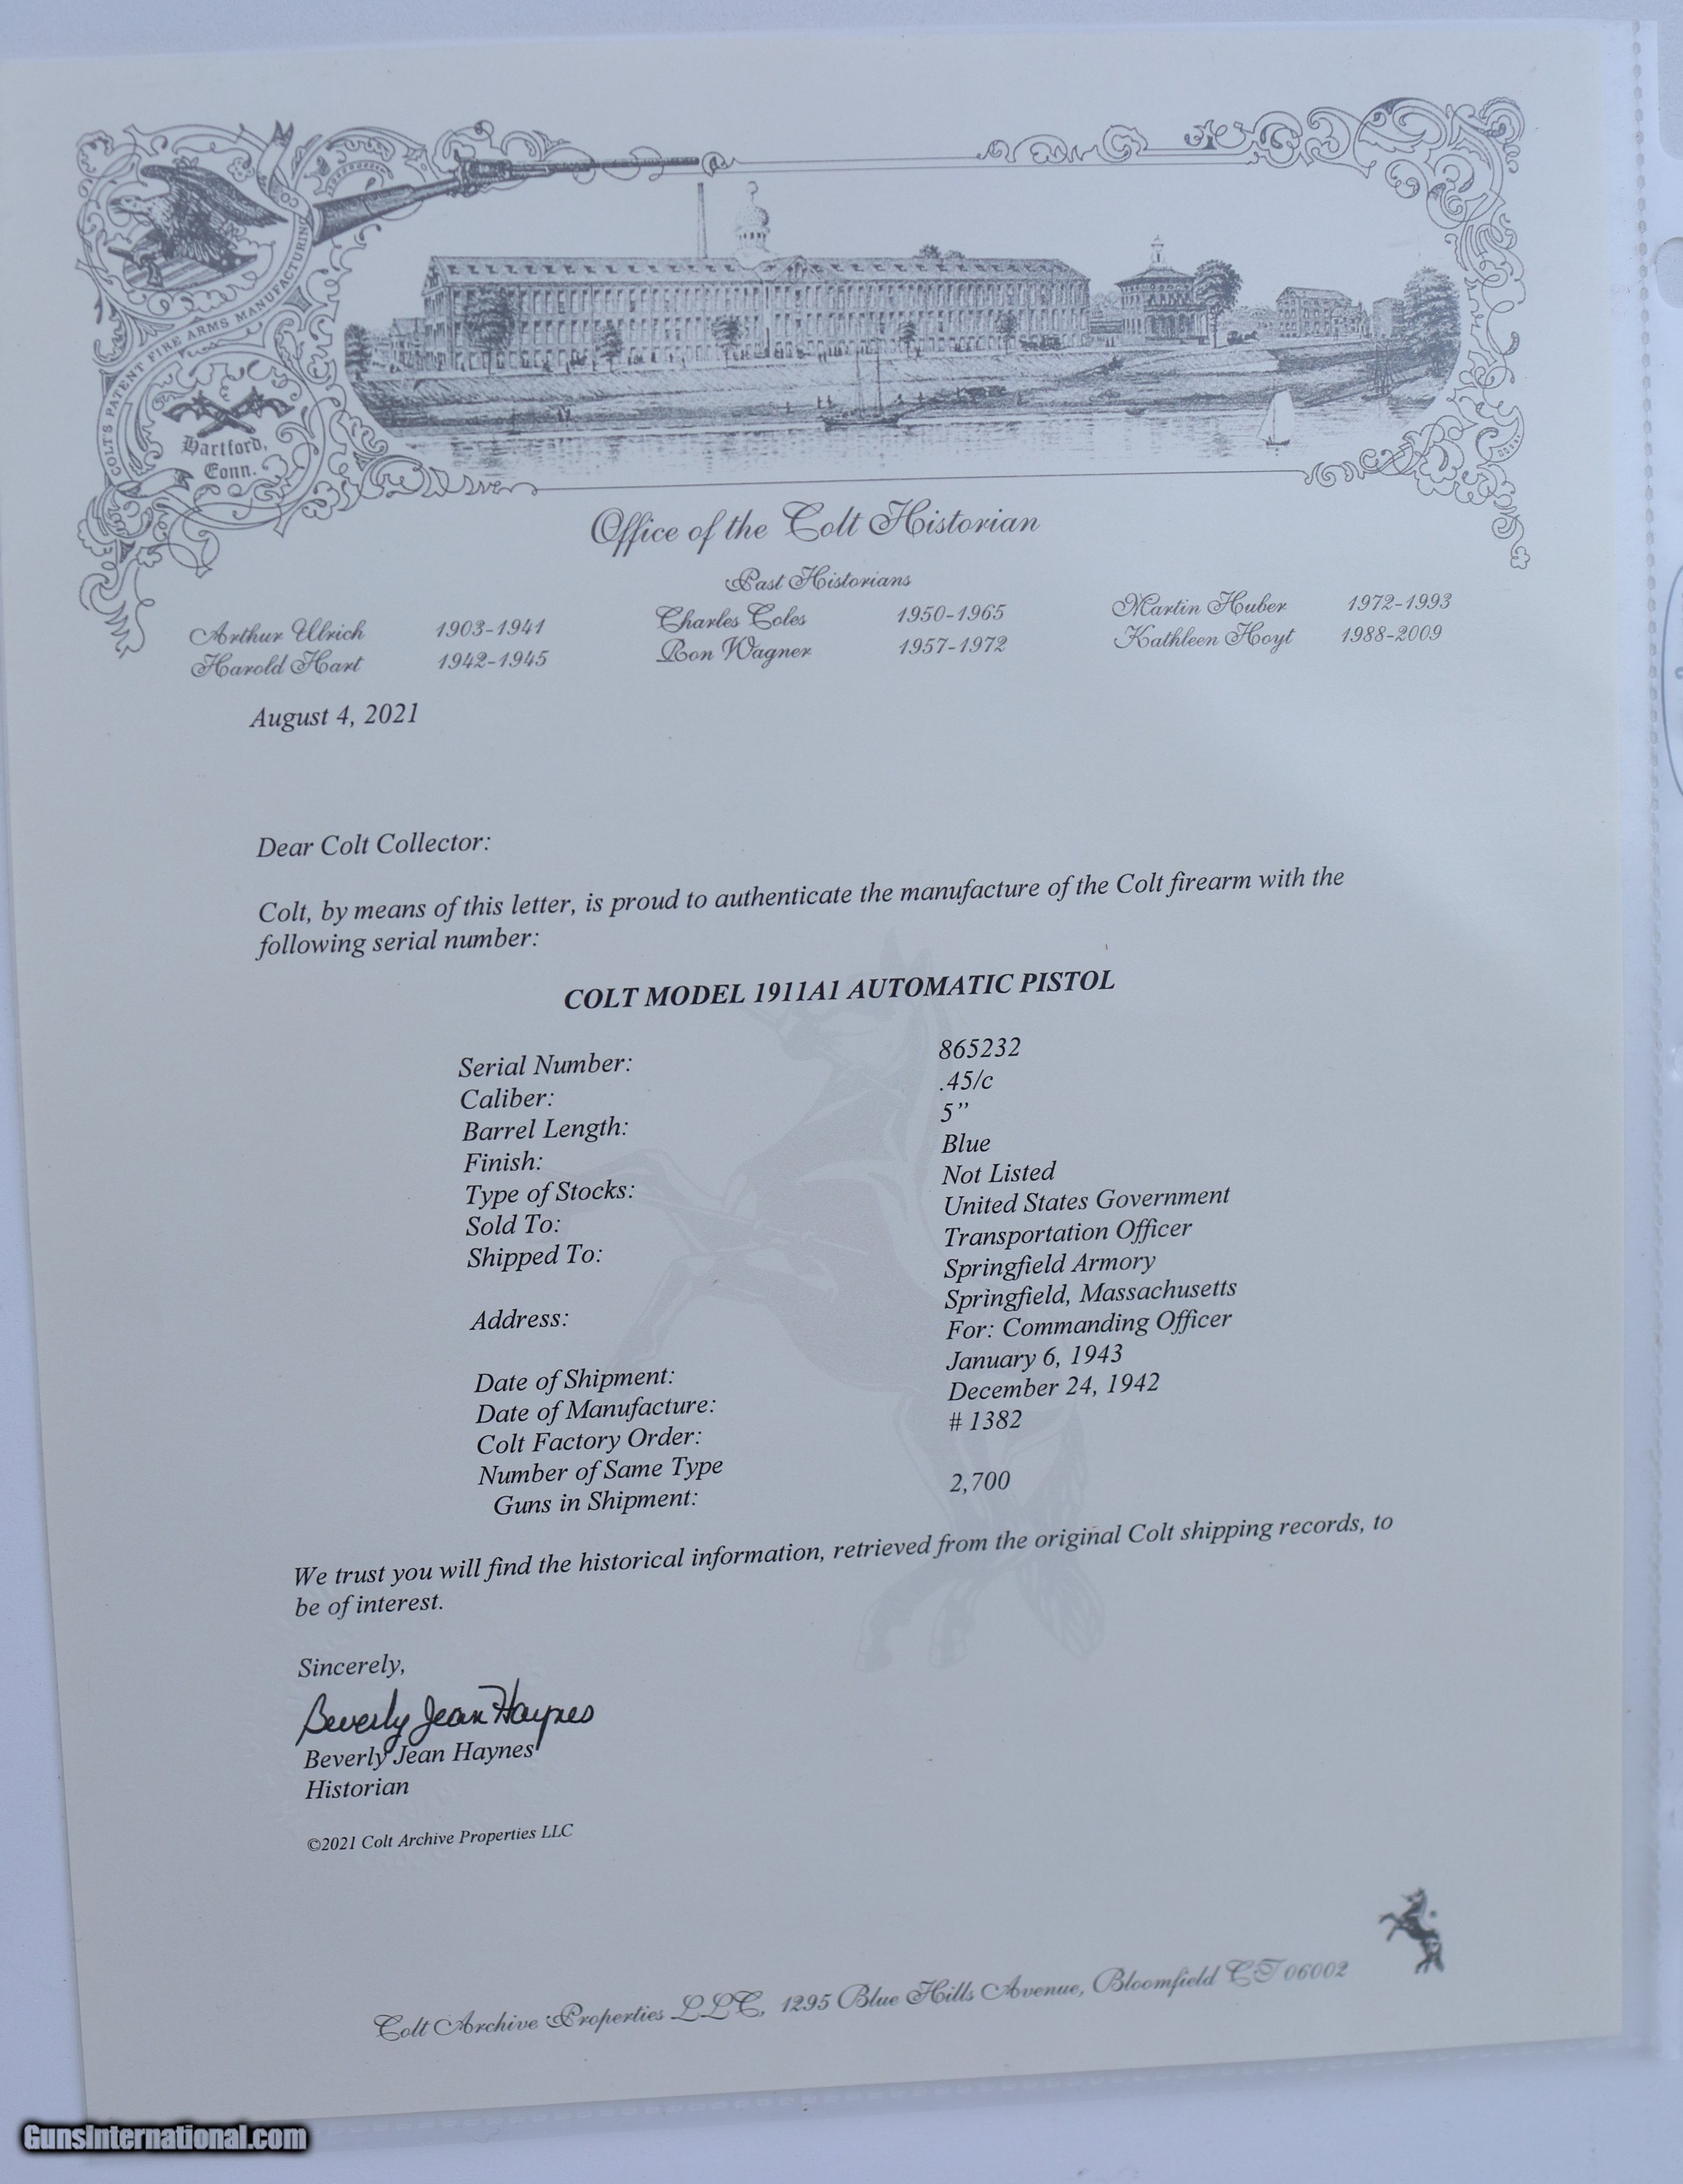 COLTS PATENT FIRE ARMS MANUFACTURING
Hartford,
Conn.
Office of the Colt Historian
Past Historians
Arthur Ulrich 1903-1941 Charles Coles 1950-1965 Martin Huber 1972-1993
Harold Hart 1942-1945 Ron Wagner 1957-1972 Kathleen Hoyt 1988-2009
August 4, 2021
Dear Colt Collector:
Colt, by means of this letter, is proud to authenticate the manufacture of the Colt firearm with the
following serial number:
COLT MODEL 1911A1 AUTOMATIC PISTOL
Serial Number: 865232
Caliber: .45/c
Barrel Length: 5”
Finish: Blue
Type of Stocks: Not Listed
Sold To: United States Government
Shipped To: Transportation Officer
Springfield Armory
Address: Springfield, Massachusetts
For: Commanding Officer
Date of Shipment: January 6, 1943
Date of Manufacture: December 24, 1942
Colt Factory Order: # 1382
Number of Same Type
Guns in Shipment: 2,700
We trust you will find the historical information, retrieved from the original Colt shipping records, to
be of interest.
Sincerely,
Beverly Jean Haynes
Beverly Jean Haynes
Historian
©2021 Colt Archive Properties LLC
Colt Archive Properties LLC, 1295 Blue Hills Avenue, Bloomfield CT 06002
GunsInternational.com